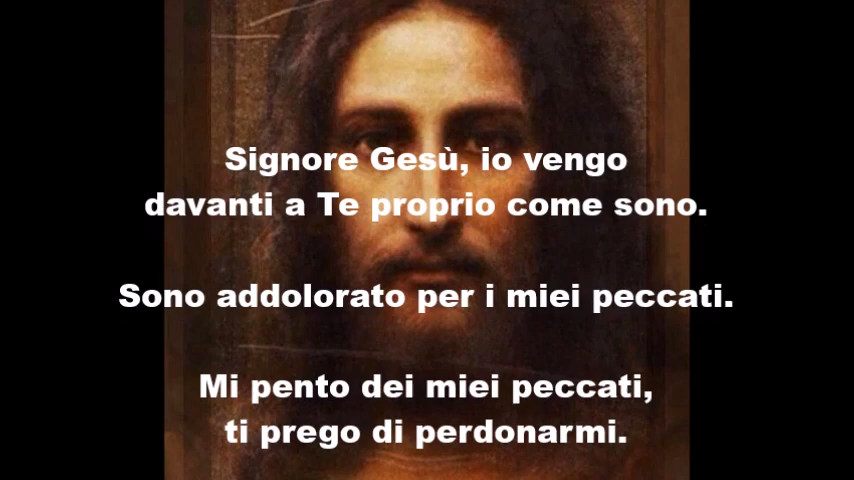 Signore Gesù, io vengo
davanti a Te proprio come sono.
Sono addolorato per i miei peccati.
Mi pento dei miei peccati,
ti prego di perdonarmi.